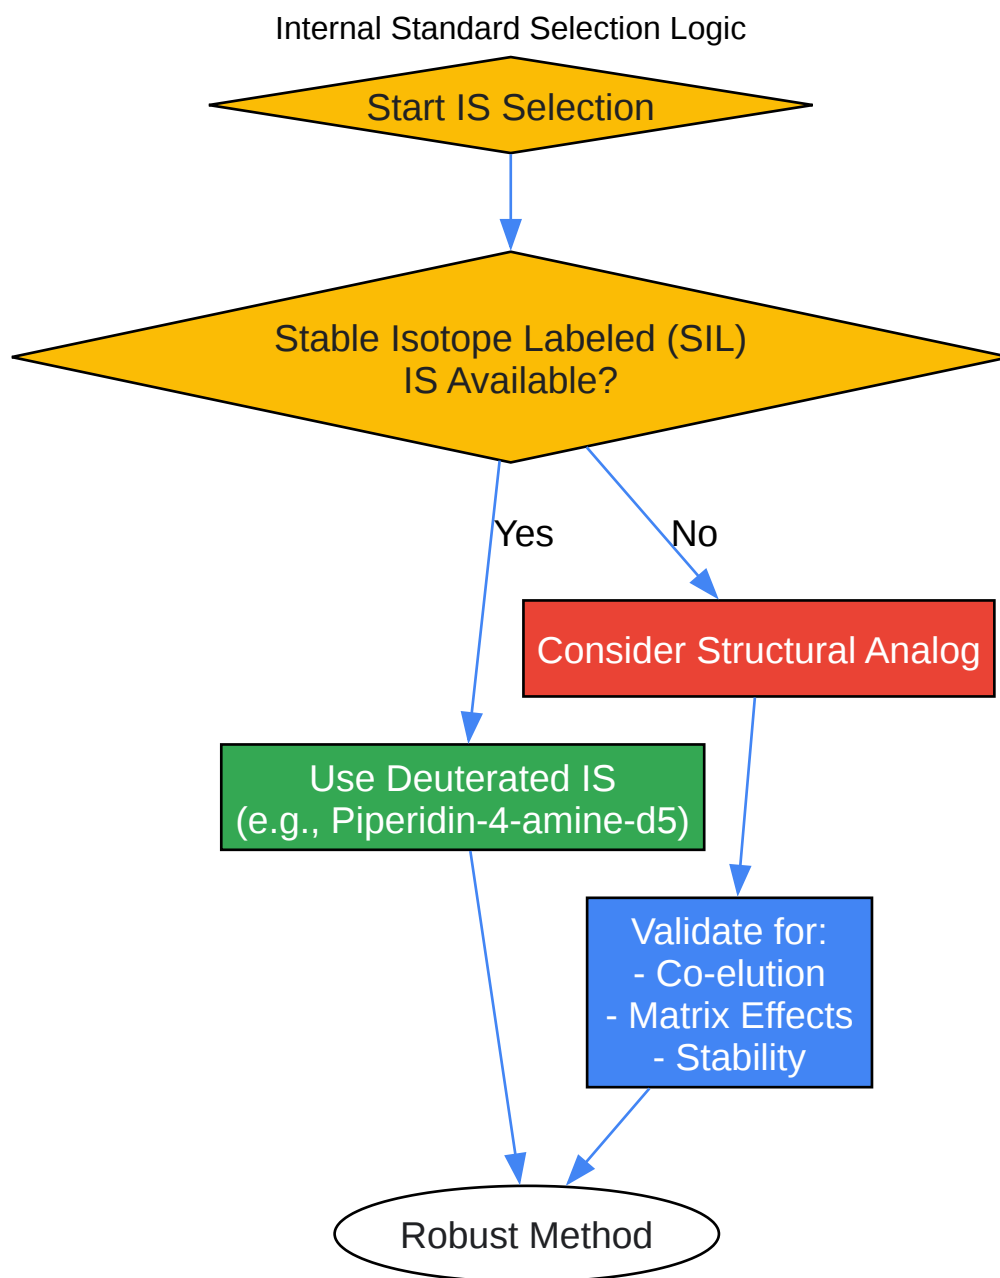 Internal Standard Selection Logic
Start IS Selection
Stable Isotope Labeled (SIL)
IS Available?
Yes
No
Consider Structural Analog
Use Deuterated IS
(e.g., Piperidin-4-amine-d5)
Validate for:
- Co-elution
- Matrix Effects
- Stability
Robust Method